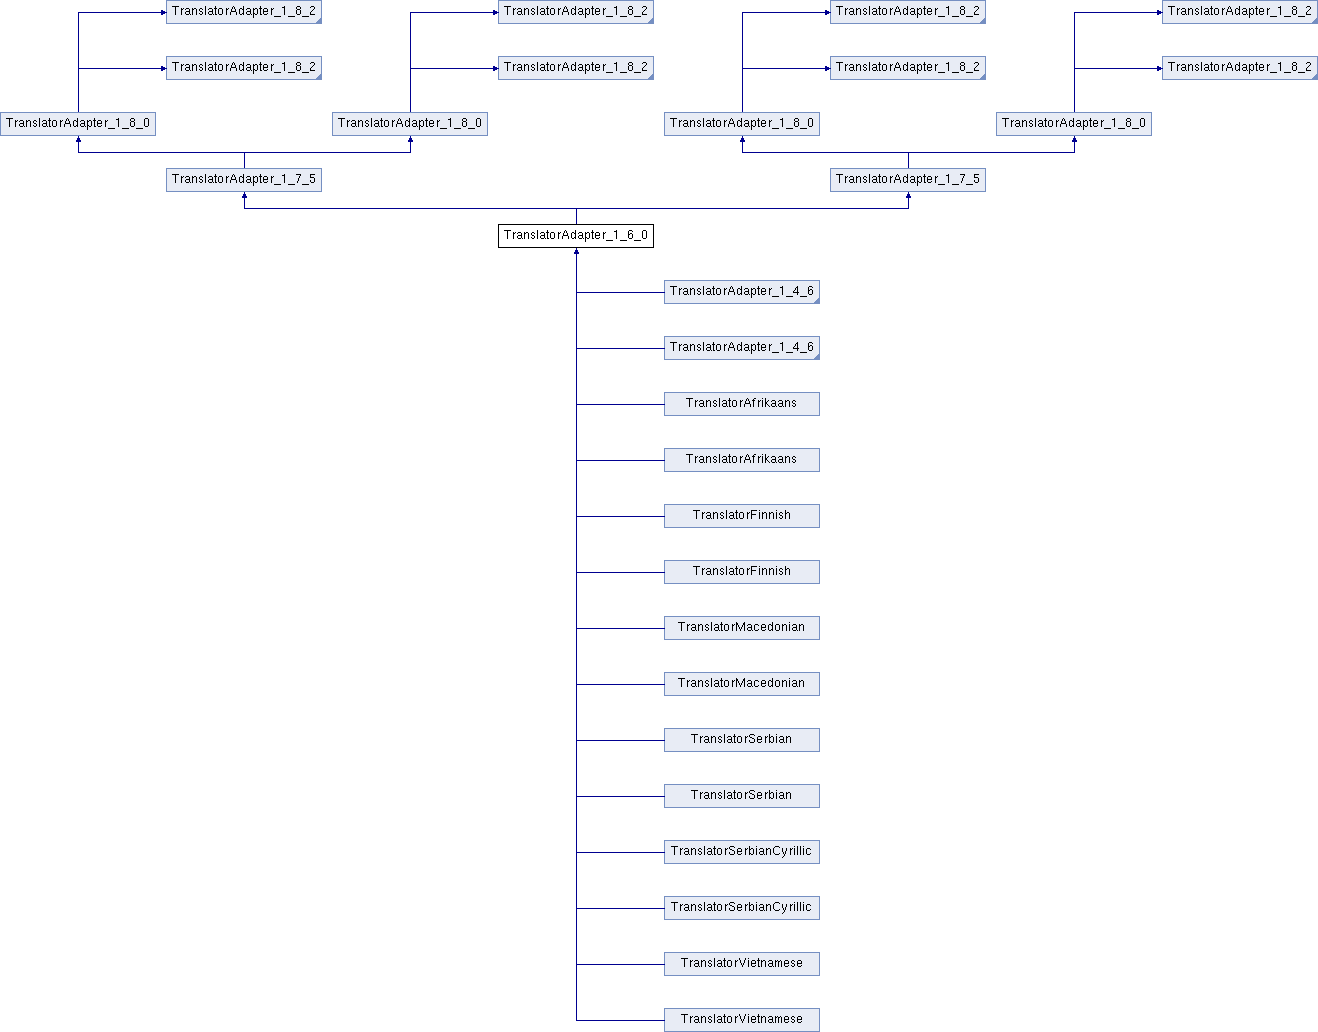 TranslatorAdapter_1_8_2
TranslatorAdapter_1_8_2
TranslatorAdapter_1_8_2
TranslatorAdapter_1_8_2
TranslatorAdapter_1_8_2
TranslatorAdapter_1_8_2
TranslatorAdapter_1_8_2
TranslatorAdapter_1_8_2
TranslatorAdapter_1_8_0
TranslatorAdapter_1_8_0
TranslatorAdapter_1_8_0
TranslatorAdapter_1_8_0
TranslatorAdapter_1_7_5
TranslatorAdapter_1_7_5
TranslatorAdapter_1_6_0
TranslatorAdapter_1_4_6
TranslatorAdapter_1_4_6
TranslatorAfrikaans
TranslatorAfrikaans
TranslatorFinnish
TranslatorFinnish
TranslatorMacedonian
TranslatorMacedonian
TranslatorSerbian
TranslatorSerbian
TranslatorSerbianCyrillic
TranslatorSerbianCyrillic
TranslatorVietnamese
TranslatorVietnamese